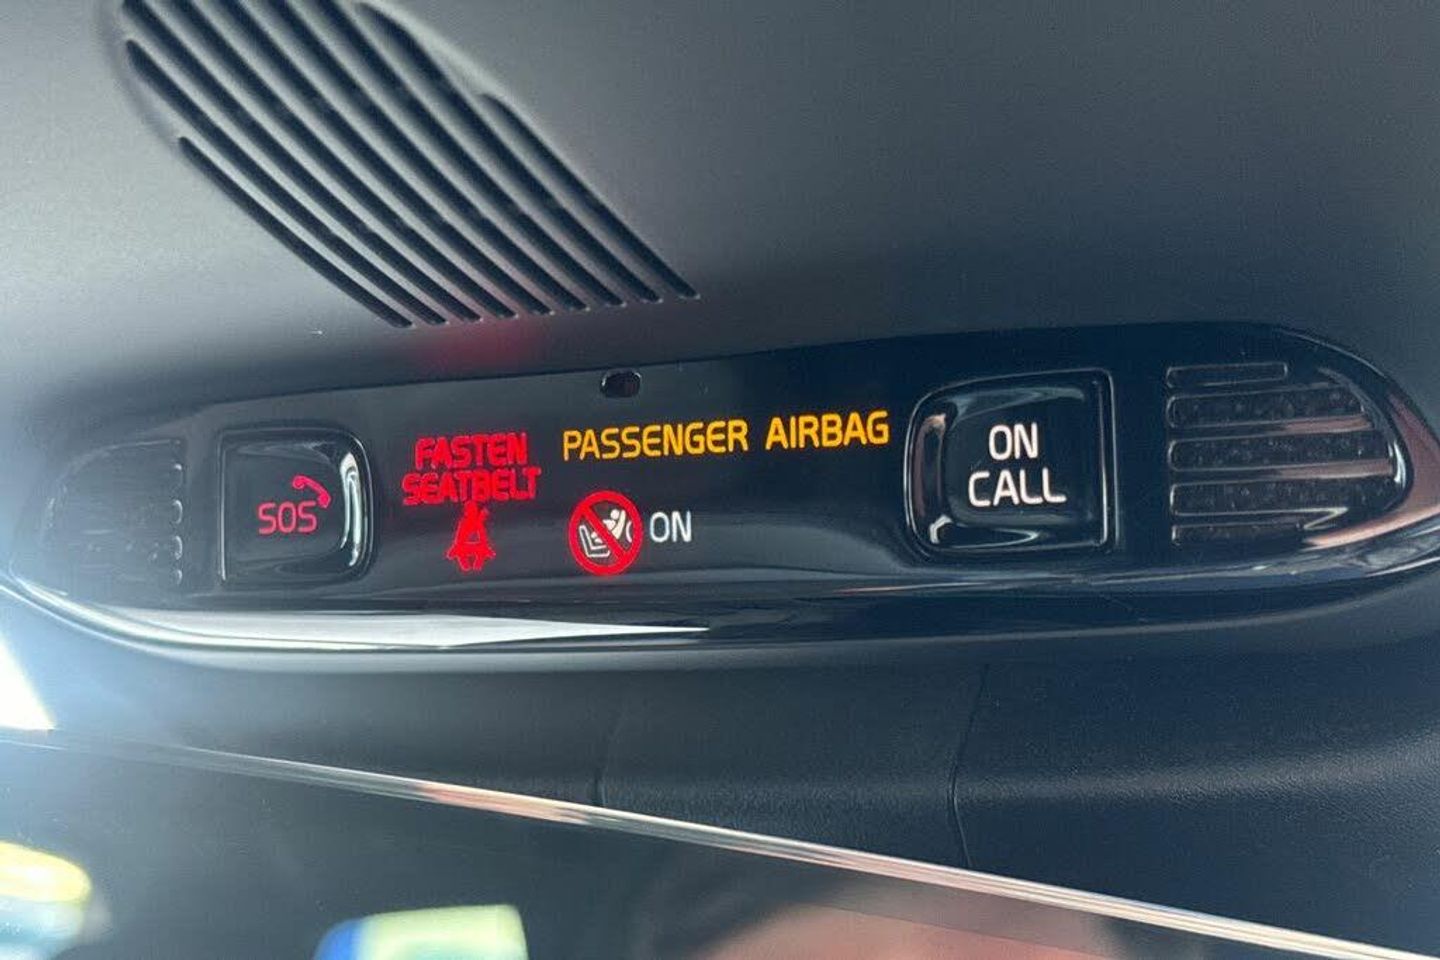 SOS
FASTEN
SEATBELT
PASSENGER AIRBAG
ON
ON
CALL